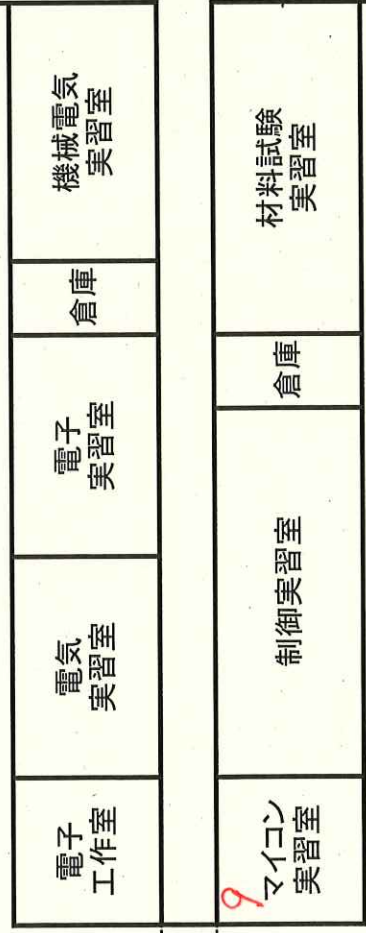 機械電気
実習室
倉庫
電子
実習室
電気
実習室
電子
工作室
材料試験
実習室
倉庫
制御実習室
9
マイコン
実習室